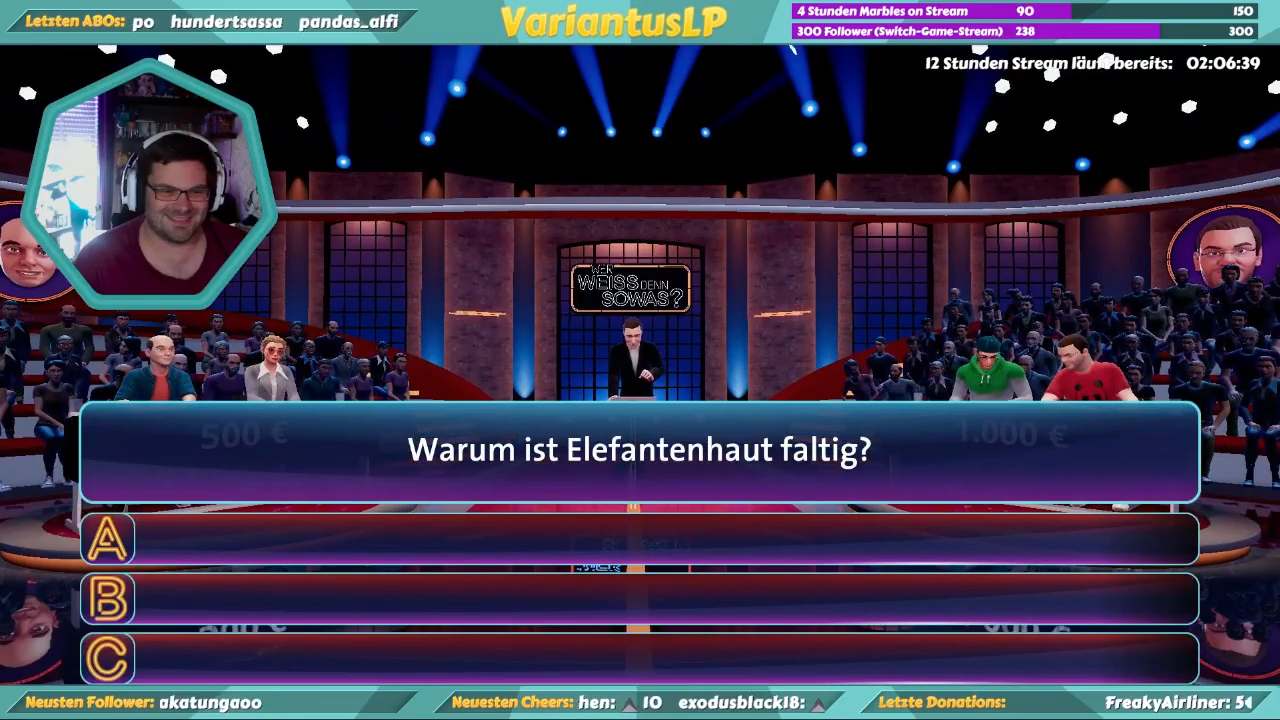 Letzten ABOs: po hundertsassa pandas_alfi
VariantusLP
4 Stunden Marbles on Stream 90 150
300 Follower (Switch-Game-Stream) 238 300
12 Stunden Stream läuft bereits: 02:06:39
WER
WEISS DENN
SOWAS?
500 € 1.000 €
Warum ist Elefantenhaut faltig?
A
B
C
Neusten Follower: akatungaoo
Neuesten Cheers: hen: 10 exodusblack18:
Letzte Donations: FreakyAirliner: